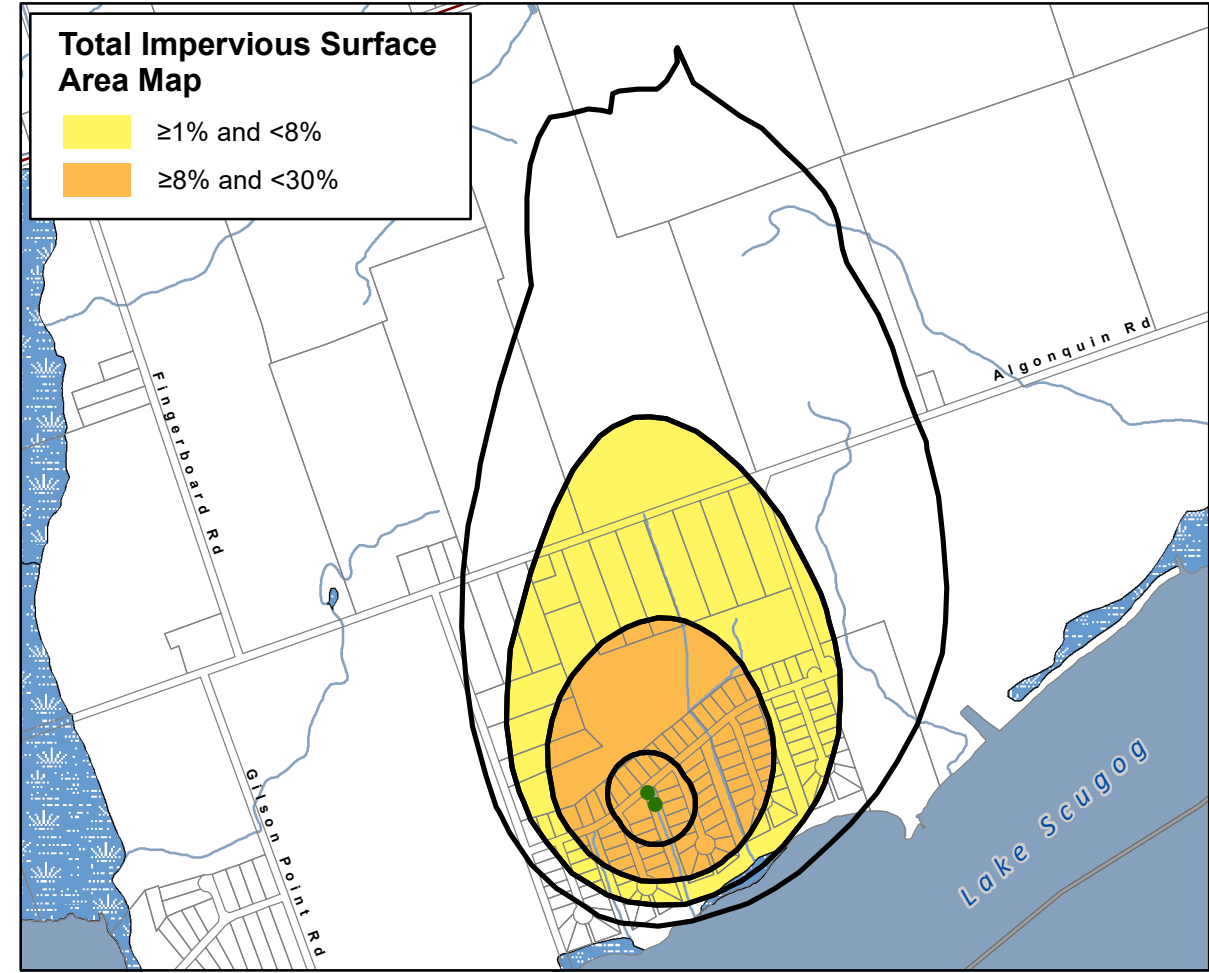 Total Impervious Surface
Area Map
≥1% and <8%
≥8% and <30%
Algonquin Rd
Fingerboard Rd
Gilson Point Rd
Lake Scugog